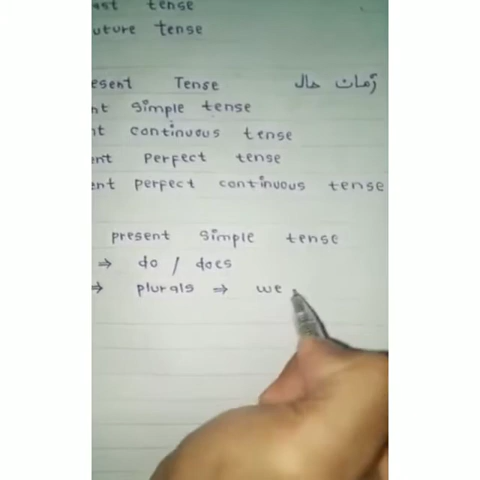 ast tense
uture tense
esent Tense زمان حال
nt simple tense
nt continuous tense
ent perfect tense
ent perfect continuous tense
present simple tense
⇒ do / does
⇒ plurals ⇒ we